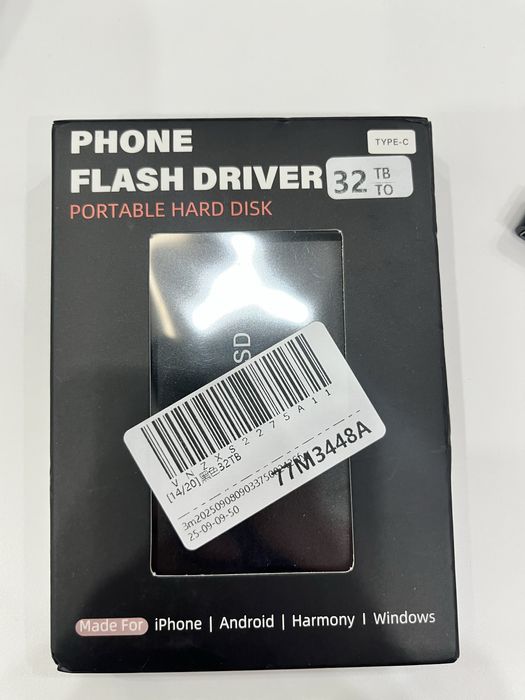 PHONE
TYPE-C
FLASH DRIVER
32 TB
TO
PORTABLE HARD DISK
SD
VNZXS2275A11
[14/20]黑色32TB
77M3448A
25-09-09-50
Made For iPhone | Android | Harmony | Windows